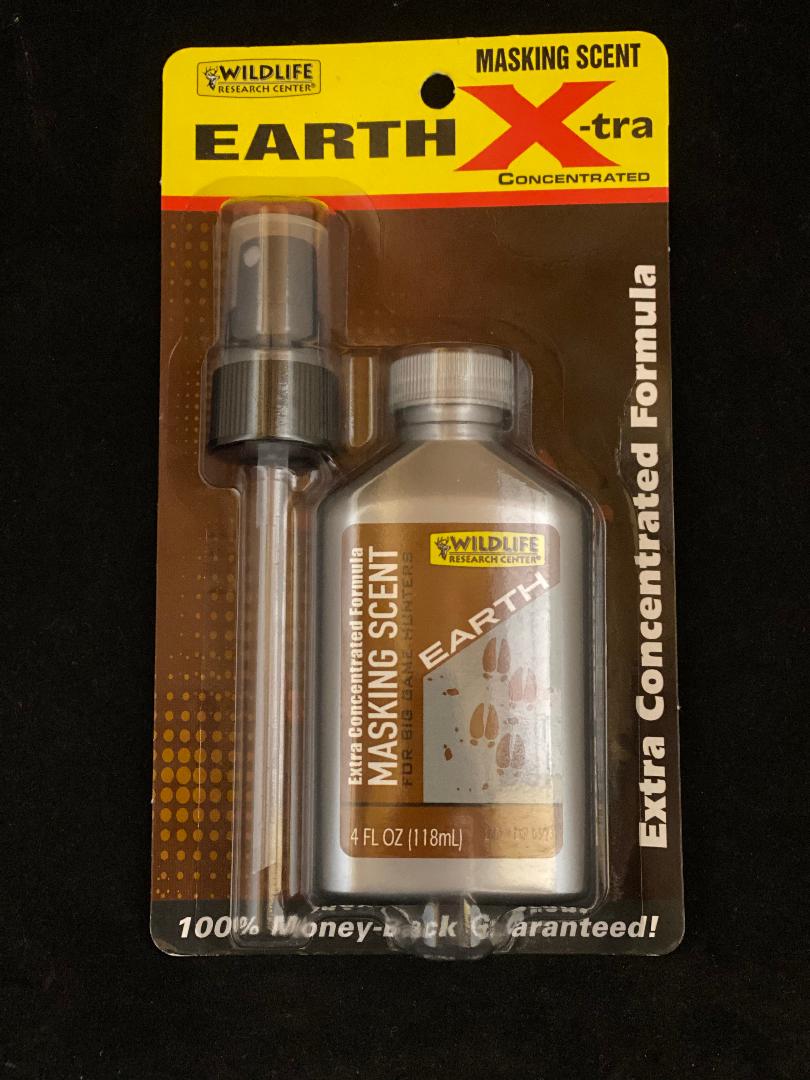 WILDLIFE
RESEARCH CENTER®
MASKING SCENT
EARTH X-tra
CONCENTRATED
Extra Concentrated Formula
WILDLIFE
RESEARCH CENTER®
EARTH
Extra Concentrated Formula
MASKING SCENT
FOR BIG GAME HUNTERS
4 FL OZ (118mL)
100% Money-Back Guaranteed!